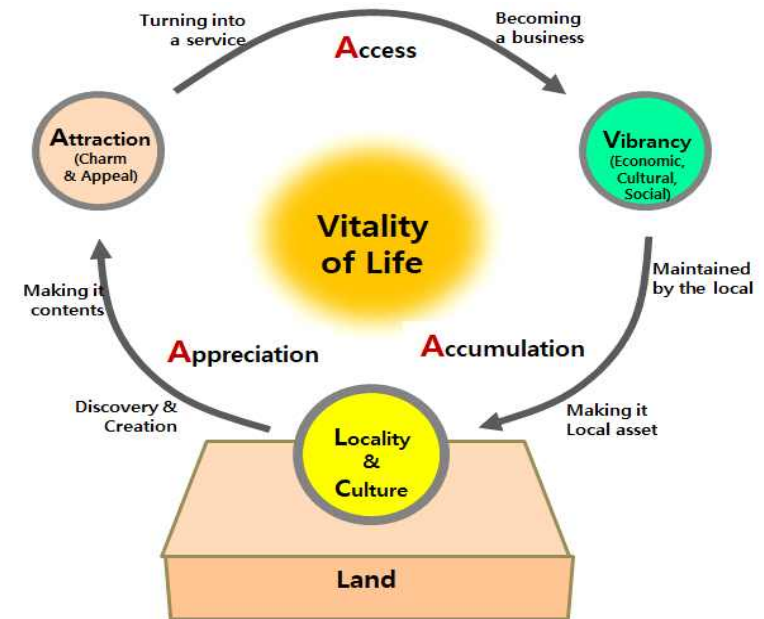 Turning into
a service
Becoming
a business
Access
Attraction
(Charm
& Appeal)
Vibrancy
(Economic,
Cultural,
Social)
Vitality
of Life
Making it
contents
Maintained
by the local
Appreciation
Accumulation
Discovery &
Creation
Making it
Local asset
Locality
&
Culture
Land